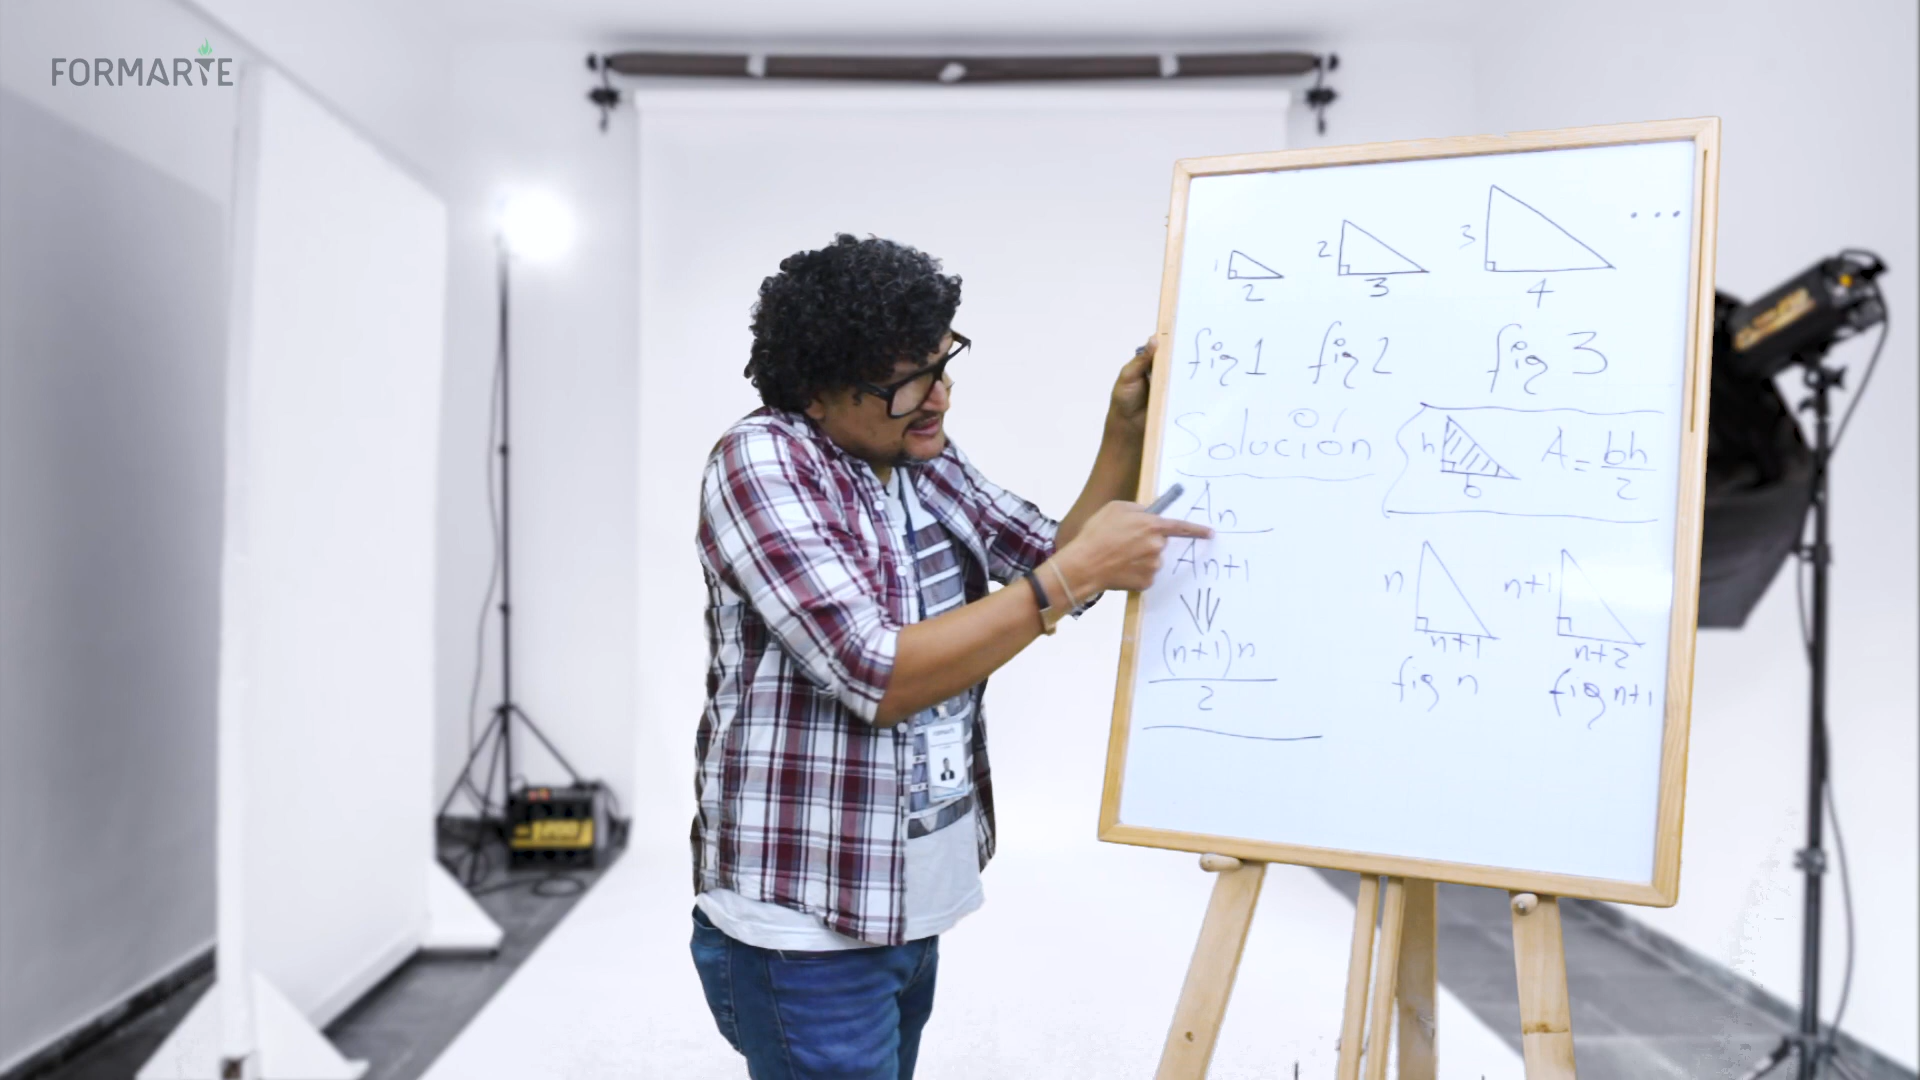 FORMARTE
1 2 2 3 3 4 ...
fig 1 fig 2 fig 3
Solución
h b A = bh
2
An
An+1
(n+1)n
2
n n+1 n+1 n+2
fig n fig n+1